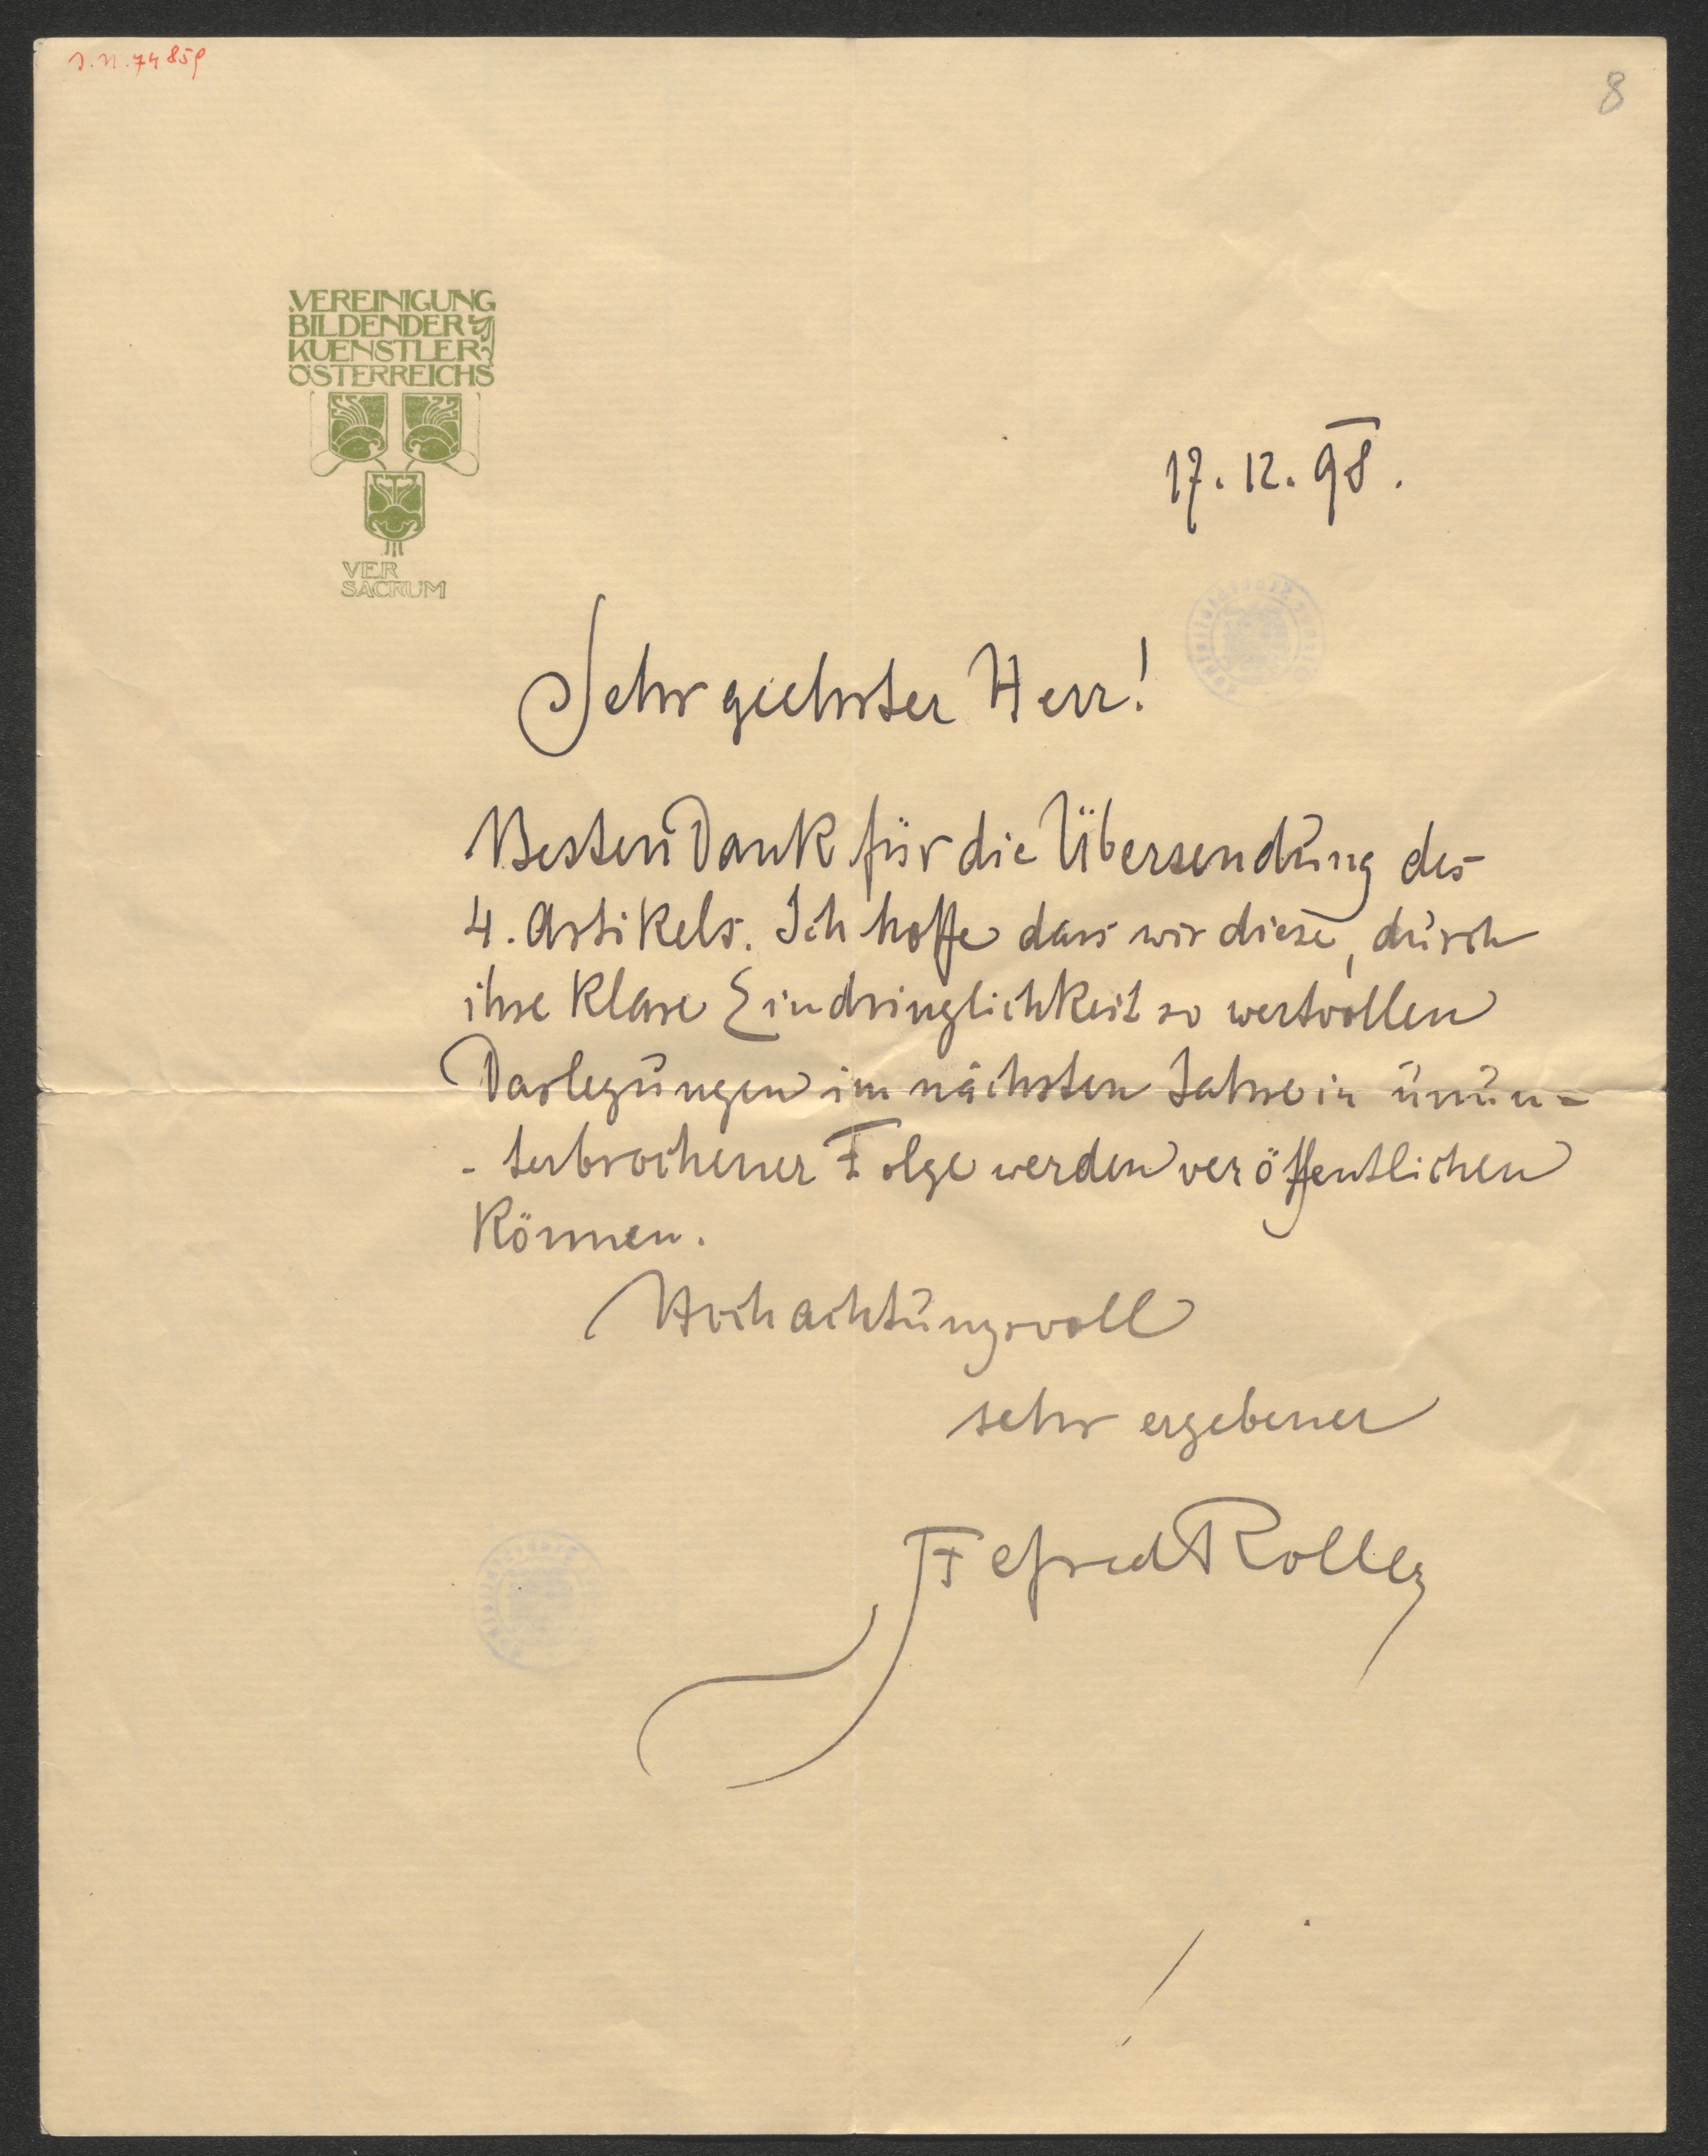 J. N. 74859
8
VEREINIGUNG
BILDENDER
KUENSTLER
ÖSTERREICHS
VER
SACRUM
17. 12. 98.
Sehr geehrter Herr!
Besten Dank für die Übersendung des
4. Artikels. Ich hoffe dass wir diese, durch
ihre klare Eindringlichkeit so wertvollen
Darlegungen im nächsten Jahre in unun-
- terbrochener Folge werden veröffentlichen
können.
Hochachtungsvoll
sehr ergebener
Alfred Roller